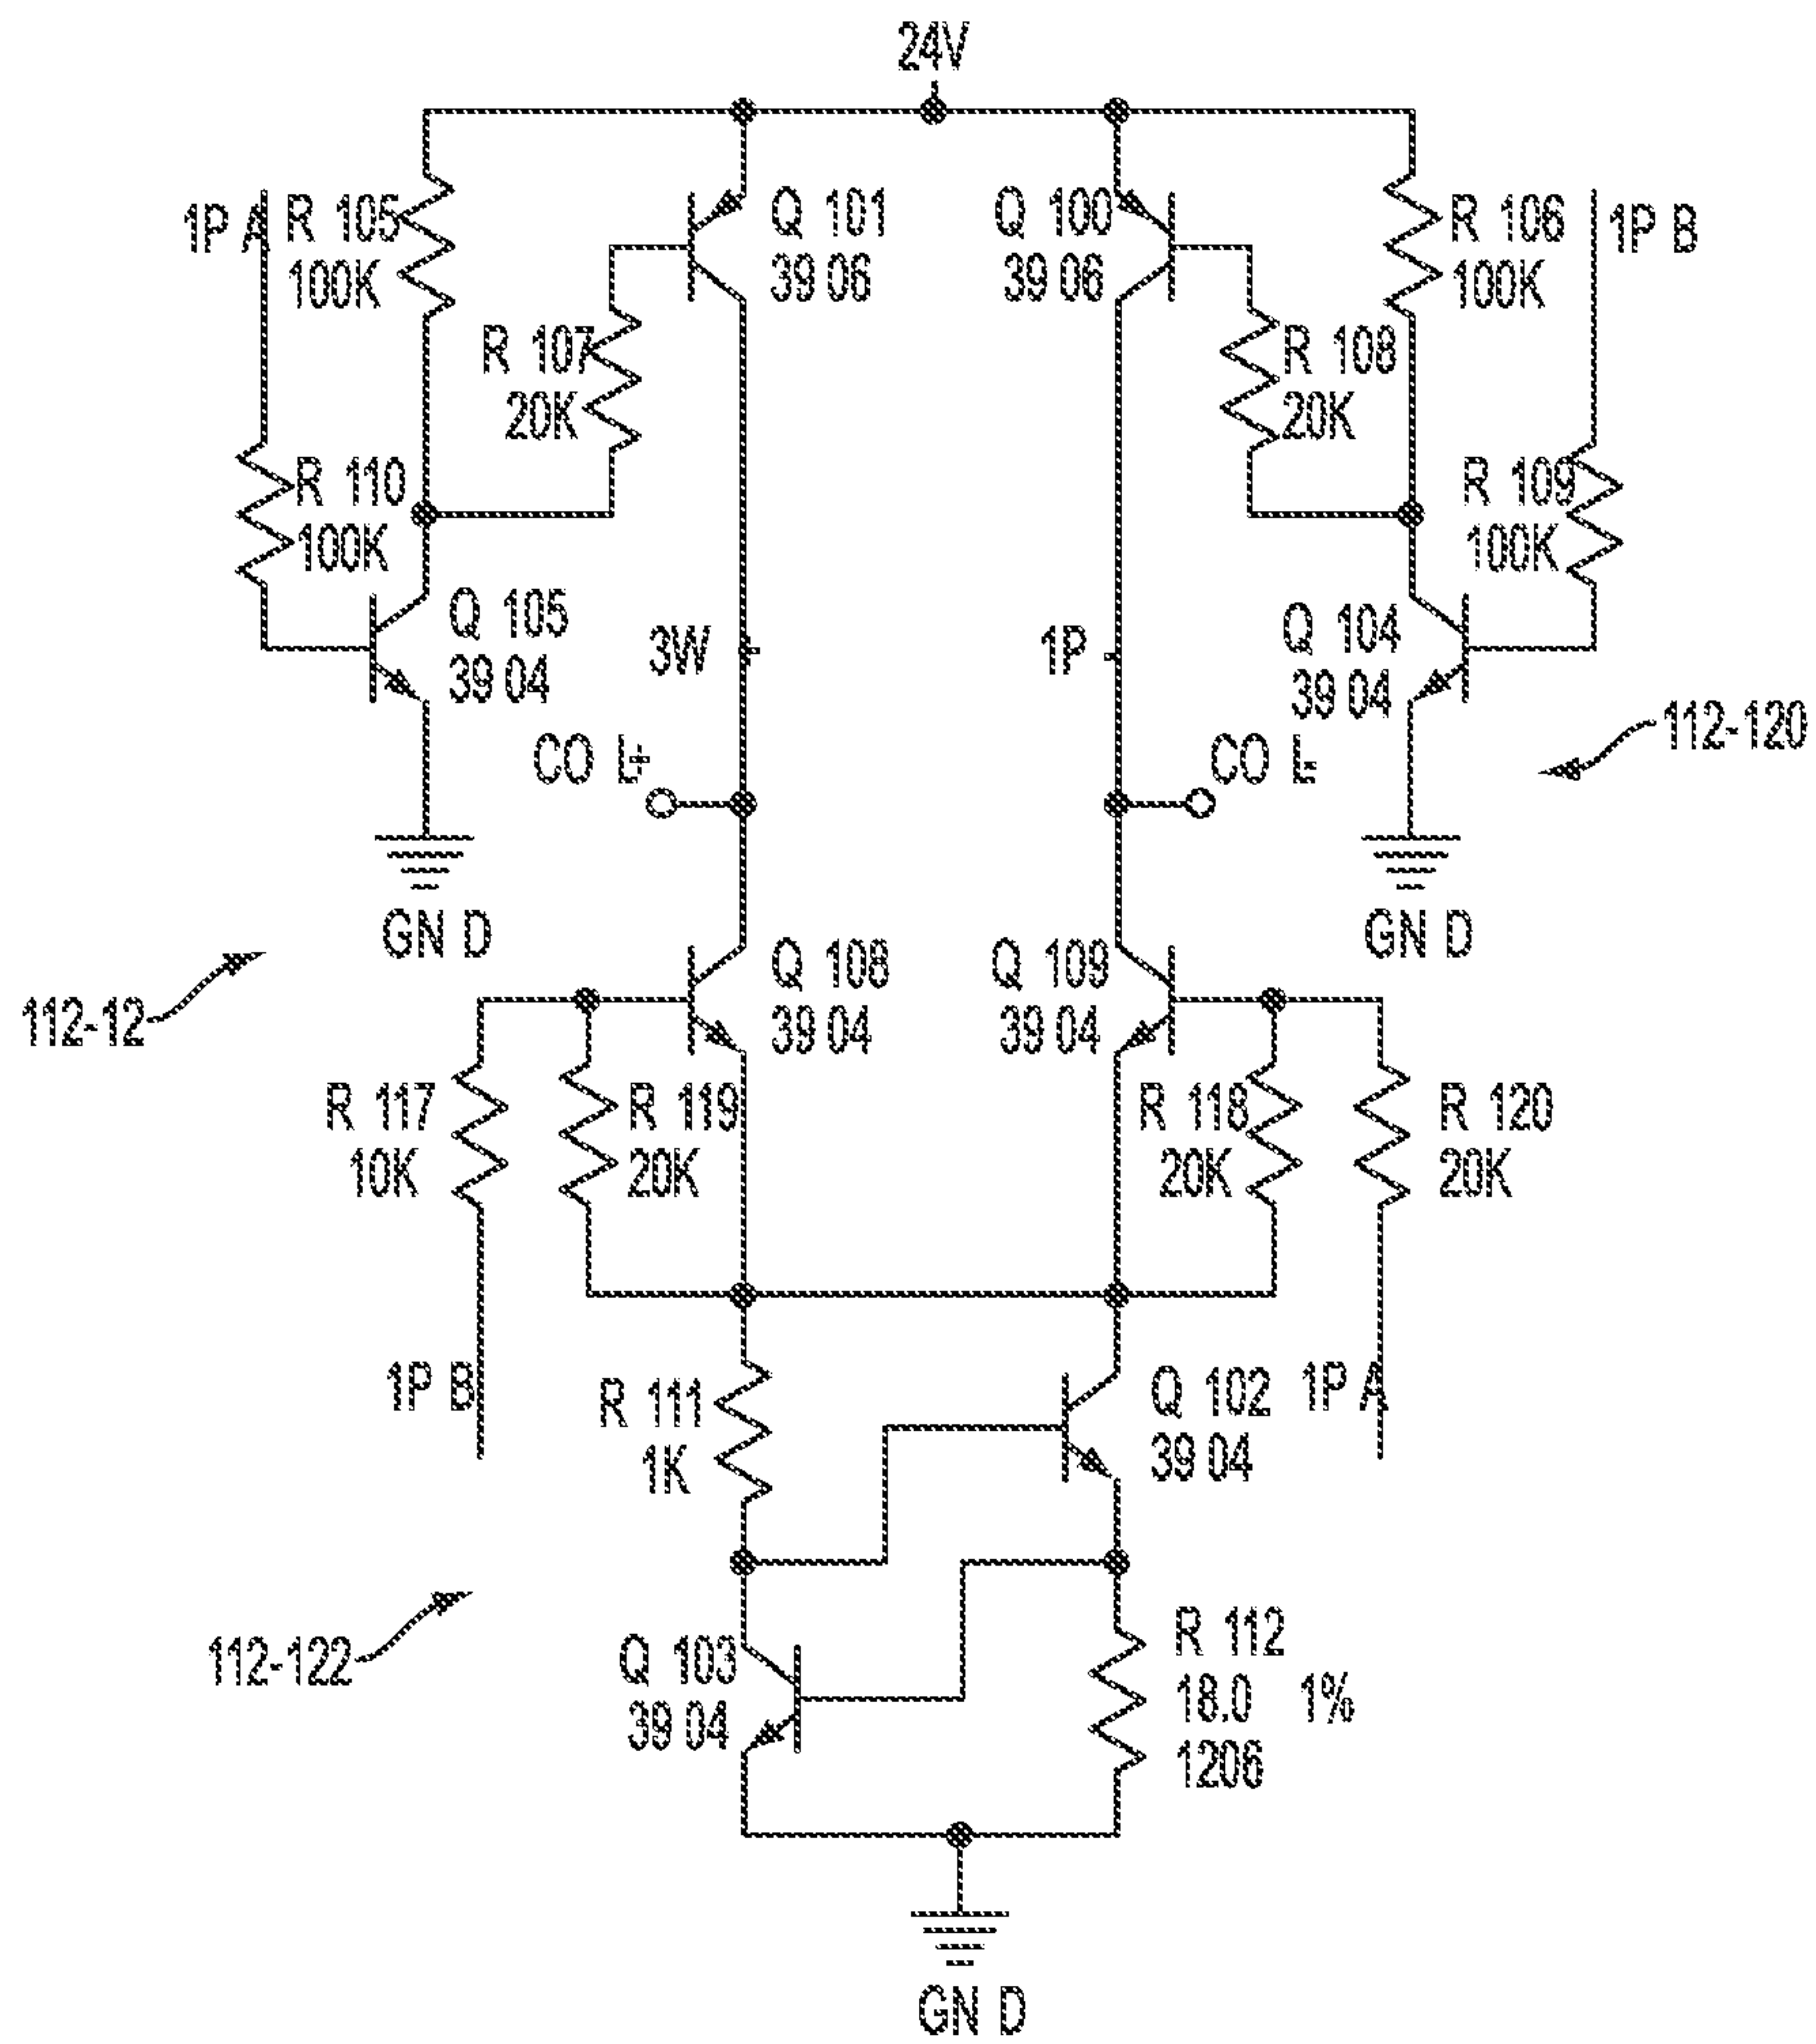 24V
1P A
R 105
100K
Q 101
39 06
Q 100
39 06
R 106
100K
1P B
R 107
20K
R 108
20K
R 110
100K
R 109
100K
Q 105
39 04
3W
1P
Q 104
39 04
112-120
CO L+
CO L-
GN D
GN D
112-12
Q 108
39 04
Q 109
39 04
R 117
10K
R 119
20K
R 118
20K
R 120
20K
1P B
R 111
1K
Q 102
39 04
1P A
112-122
Q 103
39 04
R 112
18.0 1%
1206
GN D